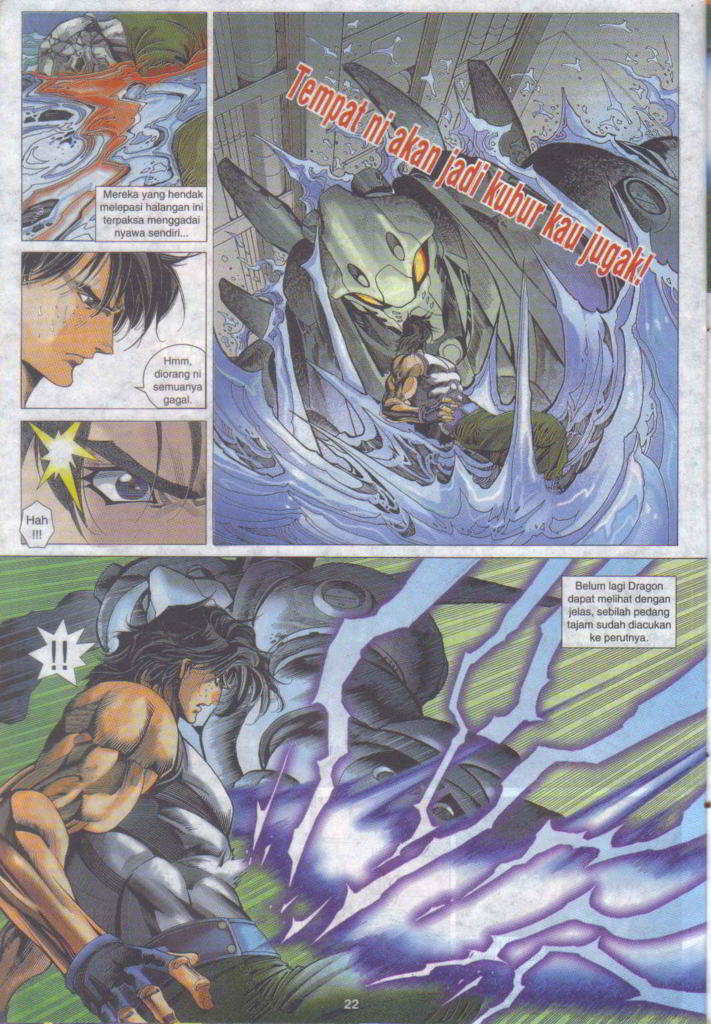 Mereka yang hendak
melepasi halangan ini
terpaksa menggadai
nyawa sendiri...
Tempat ni akan jadi kubur kau jugak!
Hmm,
diorang ni
semuanya
gagal.
Hah
!!!
Belum lagi Dragon
dapat melihat dengan
jelas, sebilah pedang
tajam sudah diacukan
ke perutnya.
!!
22